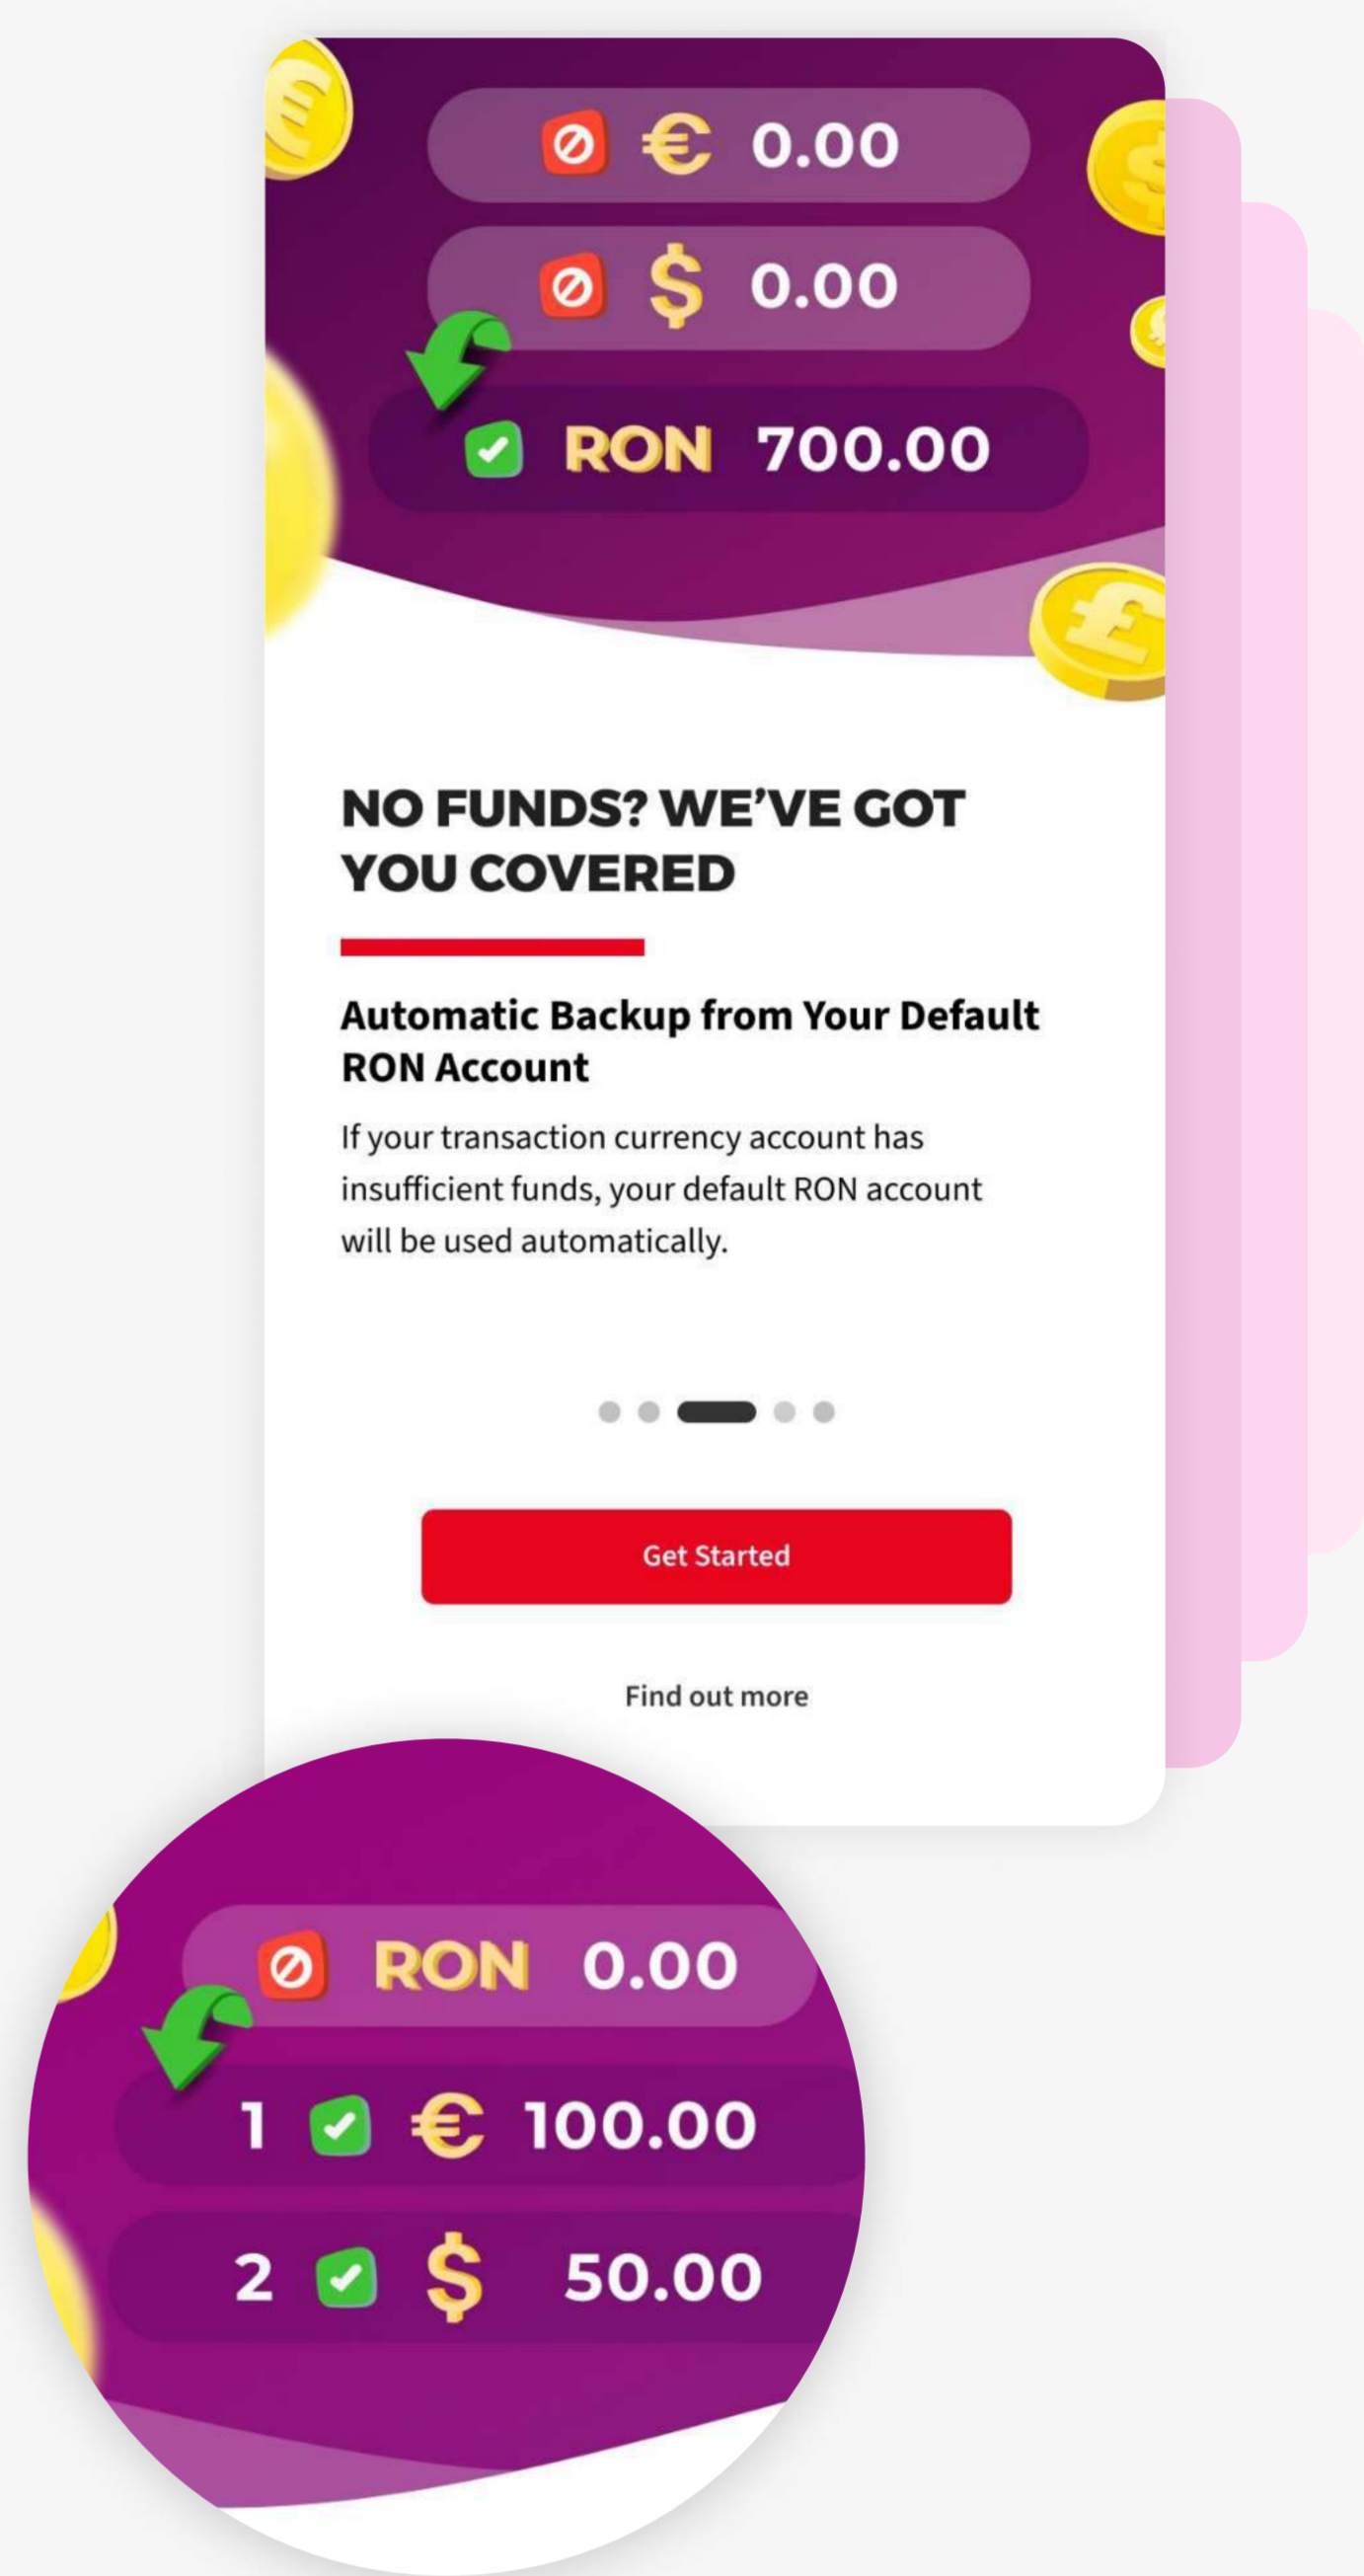 € 0.00
$ 0.00
RON 700.00
NO FUNDS? WE’VE GOT
YOU COVERED
Automatic Backup from Your Default
RON Account
If your transaction currency account has
insufficient funds, your default RON account
will be used automatically.
Get Started
Find out more
RON 0.00
1 € 100.00
2 $ 50.00